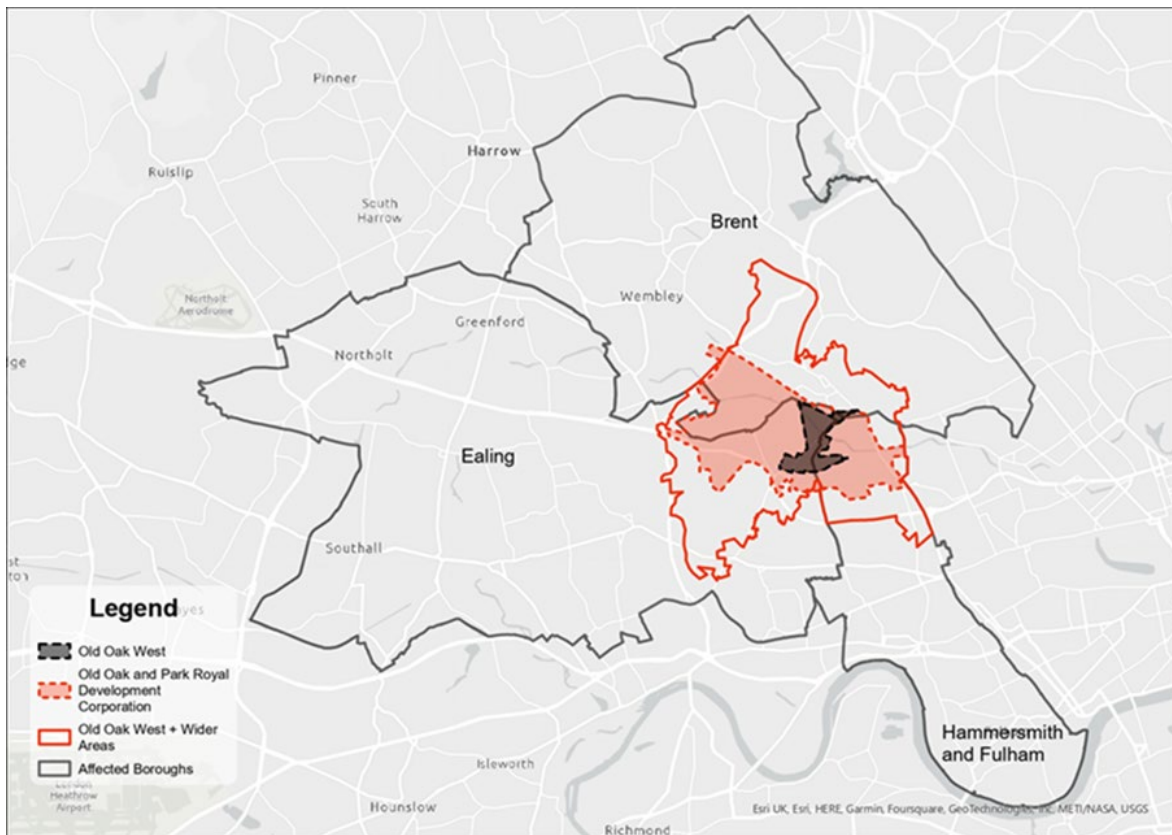 Pinner
Harrow
Ruislip
South
Harrow
Brent
Northolt
Aerodrome
Wembley
Greenford
Northolt
Ealing
Southall
Legend
Old Oak West
Old Oak and Park Royal
Development
Corporation
Old Oak West + Wider
Areas
Affected Boroughs
Hammersmith
and Fulham
Isleworth
Heathrow
Airport
Hounslow
Richmond
Esri UK, Esri, HERE, Garmin, Foursquare, GeoTechnologies, Inc, METI/NASA, USGS